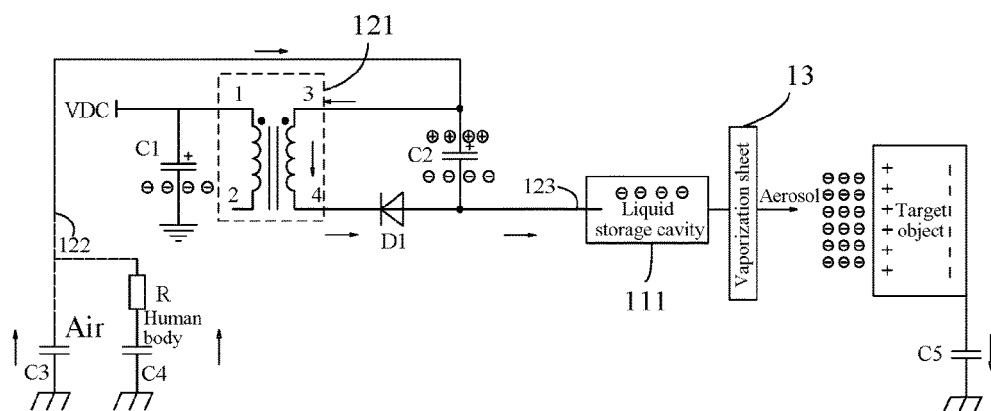 121
VDC
1
3
13
C1
C2
2
4
D1
123
Liquid
storage cavity
111
Vaporization sheet
Aerosol
Target
object
122
R
Air
Human
body
C3
C4
C5